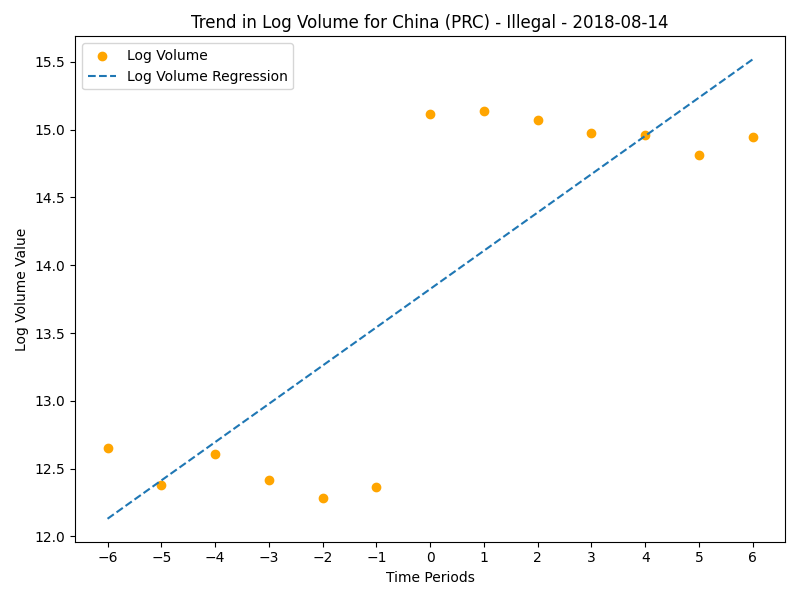 Trend in Log Volume for China (PRC) - Illegal - 2018-08-14
Log Volume
Log Volume Regression
Log Volume Value
15.5
15.0
14.5
14.0
13.5
13.0
12.5
12.0
−6 −5 −4 −3 −2 −1 0 1 2 3 4 5 6
Time Periods